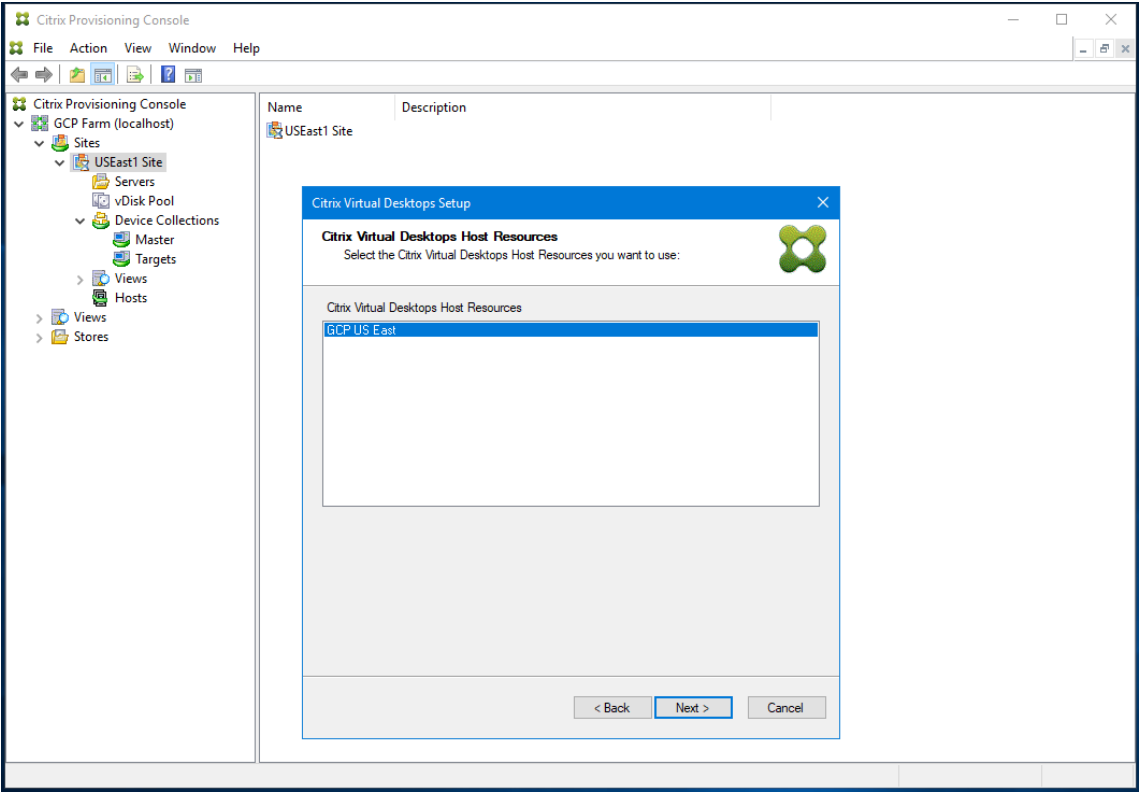 Citrix Provisioning Console
File Action View Window Help
Citrix Provisioning Console
GCP Farm (localhost)
Sites
USEast1 Site
Servers
vDisk Pool
Device Collections
Master
Targets
Views
Hosts
Views
Stores
Name Description
USEast1 Site
Citrix Virtual Desktops Setup
Citrix Virtual Desktops Host Resources
Select the Citrix Virtual Desktops Host Resources you want to use:
Citrix Virtual Desktops Host Resources
GCP US East
< Back Next > Cancel